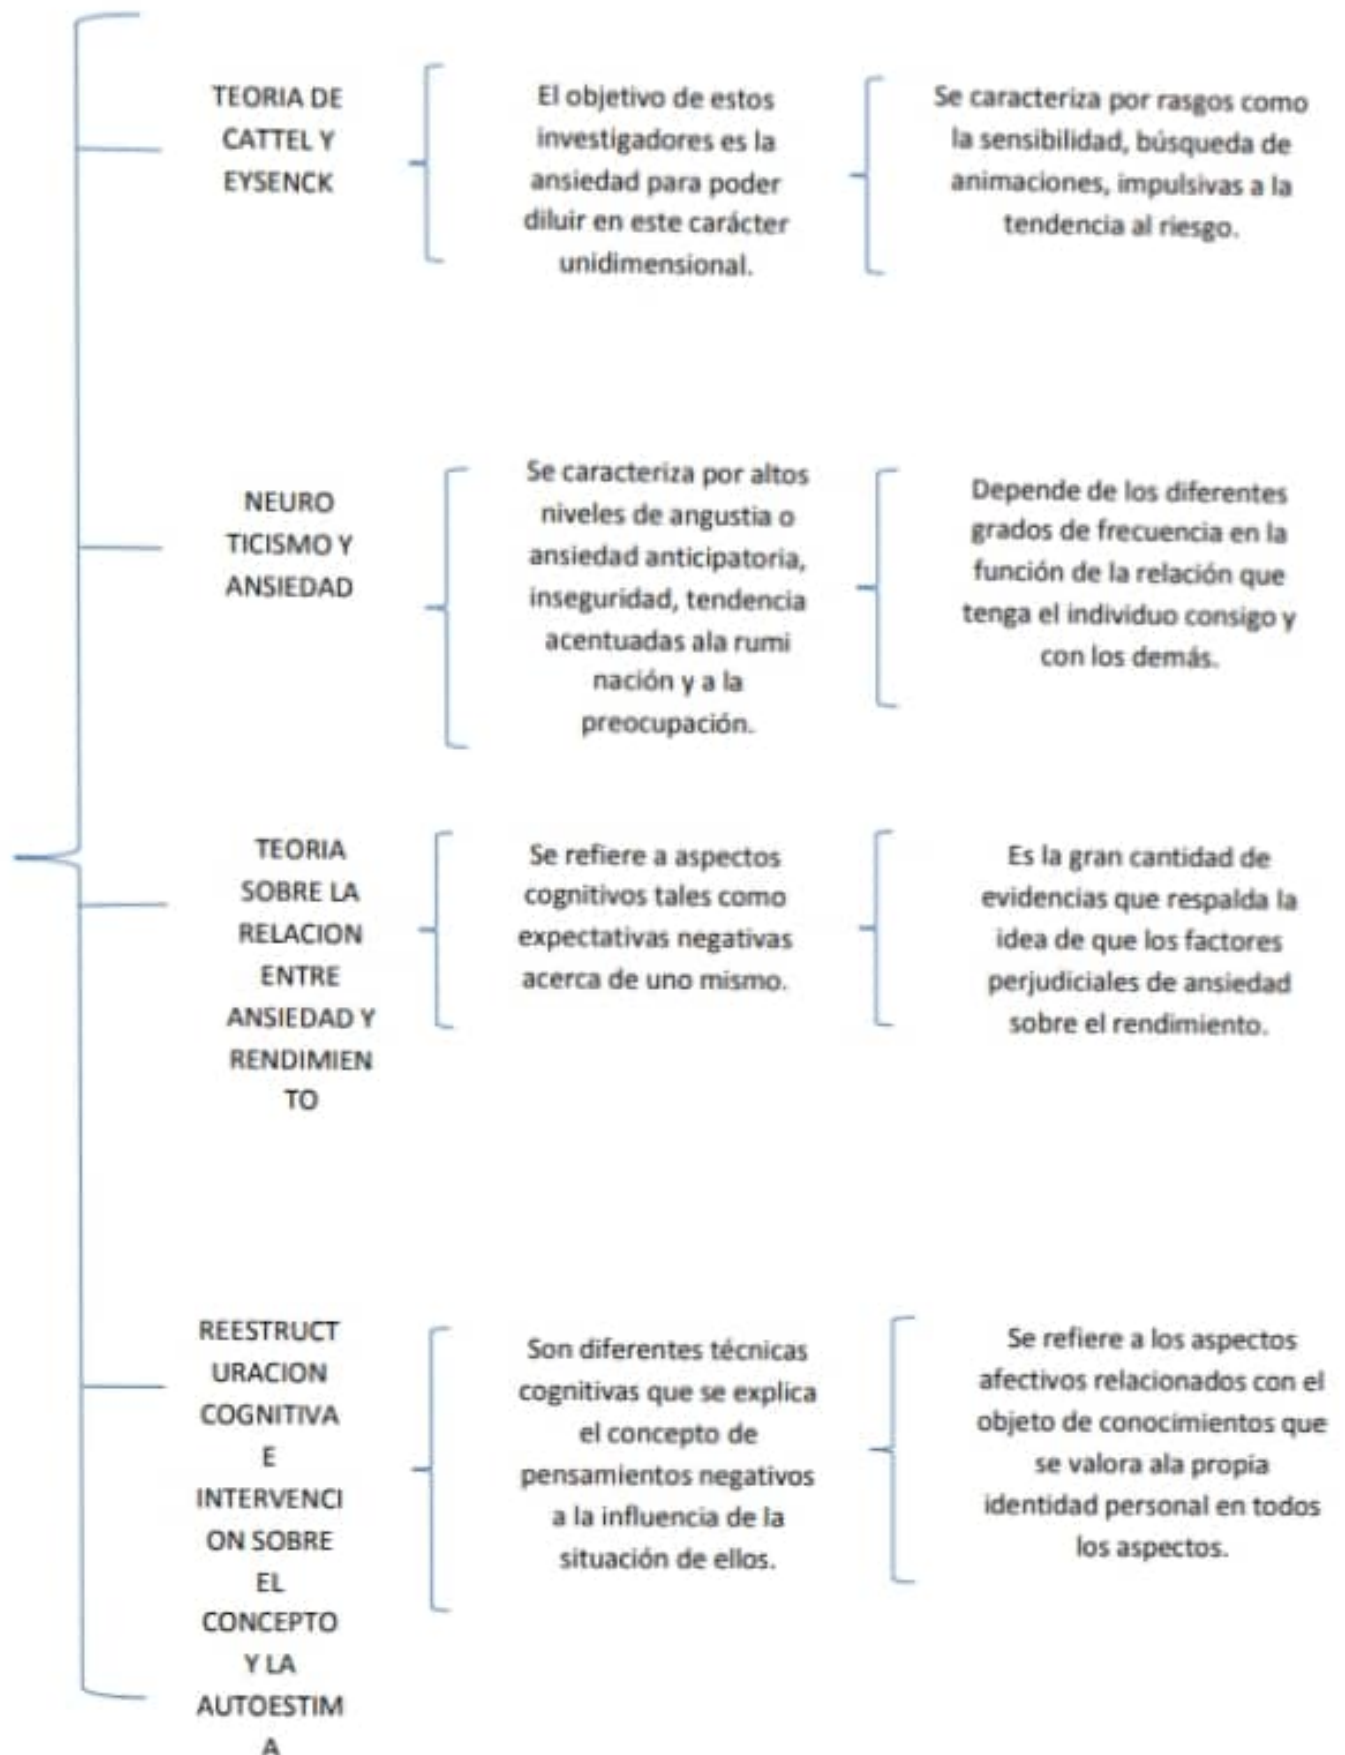 TEORIA DE
CATTEL Y
EYSENCK
El objetivo de estos
investigadores es la
ansiedad para poder
diluir en este carácter
unidimensional.
Se caracteriza por rasgos como
la sensibilidad, búsqueda de
animaciones, impulsivas a la
tendencia al riesgo.
NEURO
TICISMO Y
ANSIEDAD
Se caracteriza por altos
niveles de angustia o
ansiedad anticipatoria,
inseguridad, tendencia
acentuadas ala rumi
nación y a la
preocupación.
Depende de los diferentes
grados de frecuencia en la
función de la relación que
tenga el individuo consigo y
con los demás.
TEORIA
SOBRE LA
RELACION
ENTRE
ANSIEDAD Y
RENDIMIEN
TO
Se refiere a aspectos
cognitivos tales como
expectativas negativas
acerca de uno mismo.
Es la gran cantidad de
evidencias que respalda la
idea de que los factores
perjudiciales de ansiedad
sobre el rendimiento.
REESTRUCT
URACION
COGNITIVA
E
INTERVENCI
ON SOBRE
EL
CONCEPTO
Y LA
AUTOESTIM
A
Son diferentes técnicas
cognitivas que se explica
el concepto de
pensamientos negativos
a la influencia de la
situación de ellos.
Se refiere a los aspectos
afectivos relacionados con el
objeto de conocimientos que
se valora ala propia
identidad personal en todos
los aspectos.